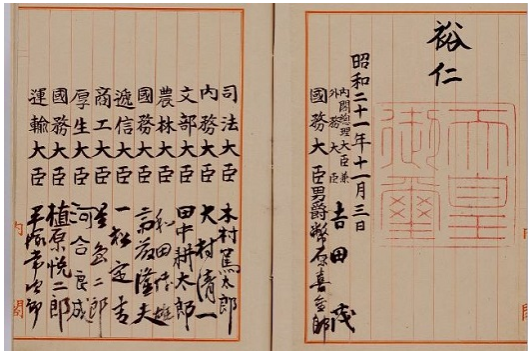 裕仁
天皇
御璽
昭和二十一年十一月三日
内閣總理大臣兼
外務大臣 吉田茂
國務大臣男爵幣原喜重郎
司法大臣 木村篤太郎
内務大臣 大村清一
文部大臣 田中耕太郎
農林大臣 和田博雄
國務大臣 斎藤隆夫
遞信大臣 一松定吉
商工大臣 星島二郎
厚生大臣 河合良成
國務大臣 植原悦二郎
運輸大臣 平塚常次郎
内閣